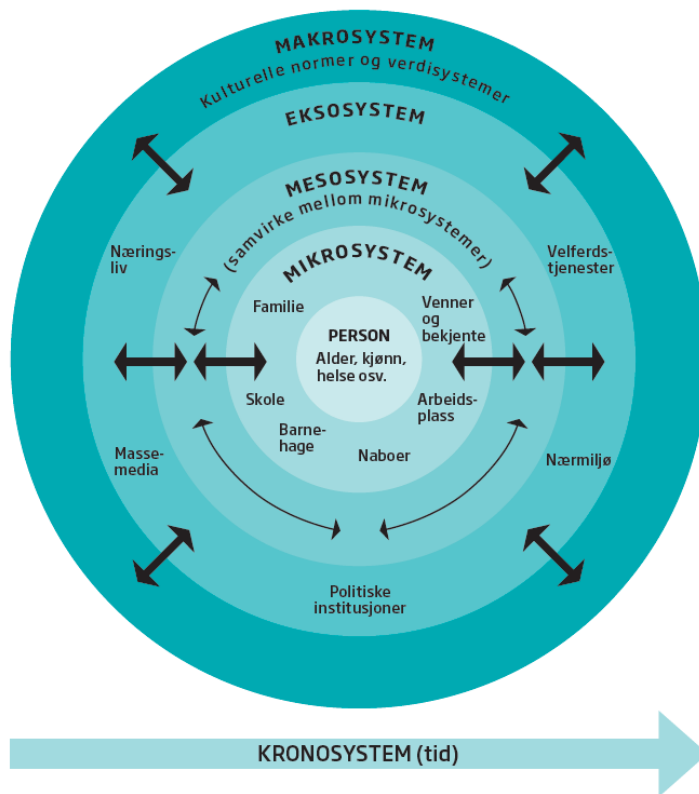 MAKROSYSTEM
Kulturelle normer og verdisystemer
EKSOSYSTEM
MESOSYSTEM
(samvirke mellom mikrosystemer)
MIKROSYSTEM
Nærings-
liv
Velferds-
tjenester
Familie
Venner
og
bekjente
PERSON
Alder, kjønn,
helse osv.
Skole
Arbeids-
plass
Barne-
hage
Naboer
Masse-
media
Nærmiljø
Politiske
institusjoner
KRONOSYSTEM (tid)